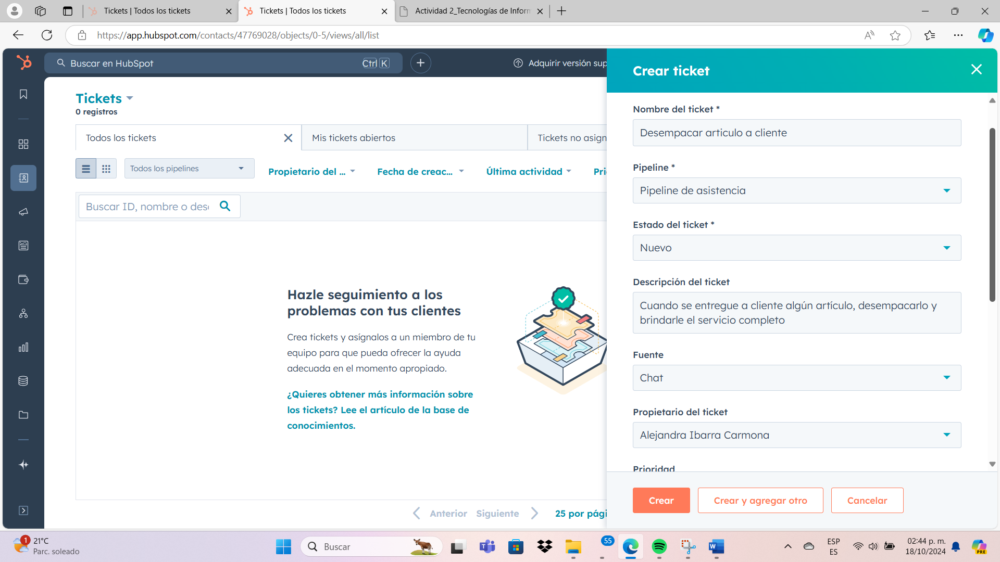 Tickets | Todos los tickets
Tickets | Todos los tickets
Actividad 2_Tecnologías de Inform
https://app.hubspot.com/contacts/47769028/objects/0-5/views/all/list
Buscar en HubSpot
Ctrl K
Adquirir versión sup
Crear ticket
Tickets
0 registros
Todos los tickets
Mis tickets abiertos
Tickets no asign
Todos los pipelines
Propietario del ...
Fecha de creac...
Última actividad
Pri
Buscar ID, nombre o des
Hazle seguimiento a los
problemas con tus clientes
Crea tickets y asígnalos a un miembro de tu
equipo para que pueda ofrecer la ayuda
adecuada en el momento apropiado.
¿Quieres obtener más información sobre
los tickets? Lee el artículo de la base de
conocimientos.
Anterior
Siguiente
25 por pági
Nombre del ticket *
Desempacar articulo a cliente
Pipeline *
Pipeline de asistencia
Estado del ticket *
Nuevo
Descripción del ticket
Cuando se entregue a cliente algún artículo, desempacarlo y
brindarle el servicio completo
Fuente
Chat
Propietario del ticket
Alejandra Ibarra Carmona
Prioridad
Crear
Crear y agregar otro
Cancelar
1
21°C
Parc. soleado
Buscar
55
ESP
ES
02:44 p. m.
18/10/2024
PRE